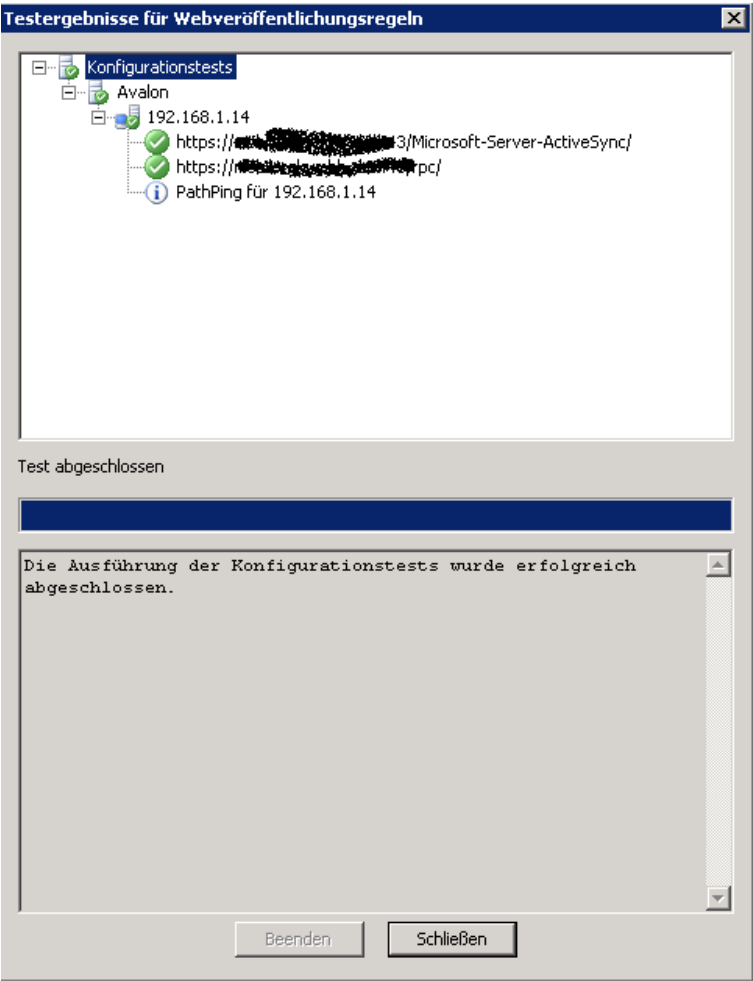 Testergebnisse für Webveröffentlichungsregeln
Konfigurationstests
Avalon
192.168.1.14
https:// 3/Microsoft-Server-ActiveSync/
https:// rpc/
PathPing für 192.168.1.14
Test abgeschlossen
Die Ausführung der Konfigurationstests wurde erfolgreich
abgeschlossen.
Beenden
Schließen